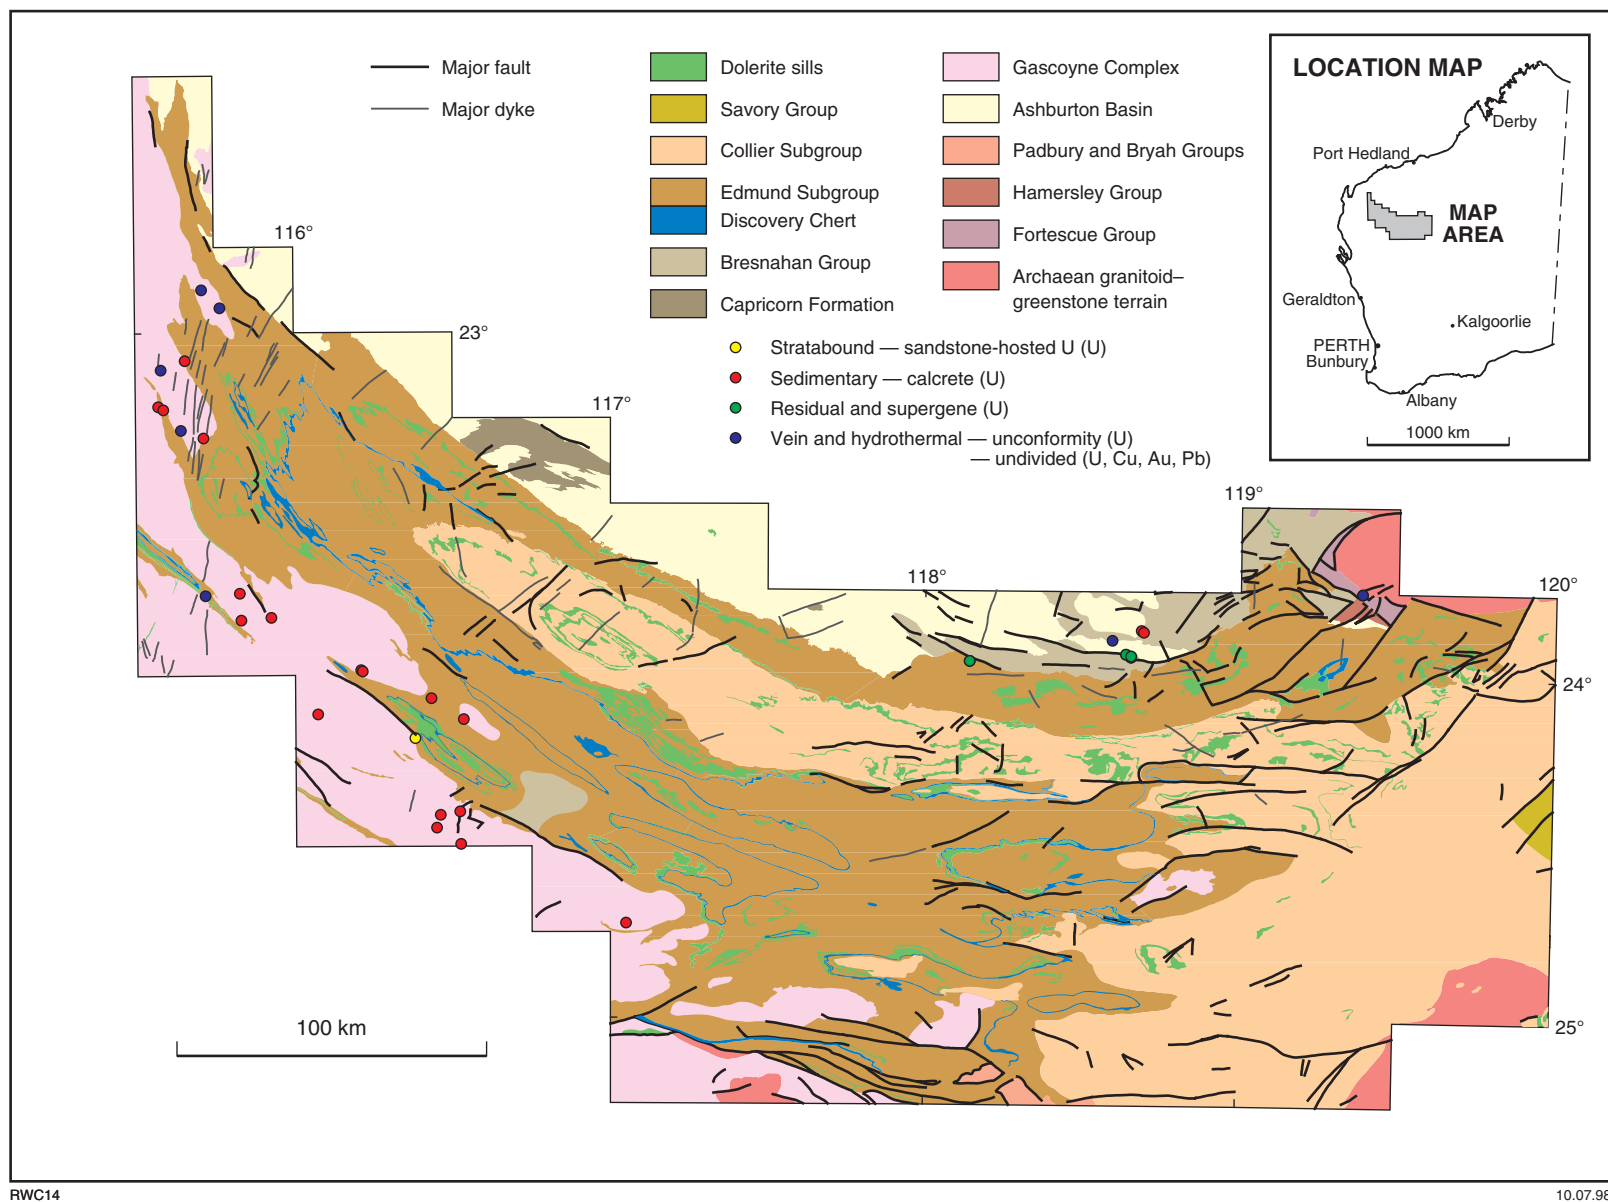 Major fault
Major dyke
Dolerite sills
Savory Group
Collier Subgroup
Edmund Subgroup
Discovery Chert
Bresnahan Group
Capricorn Formation
Gascoyne Complex
Ashburton Basin
Padbury and Bryah Groups
Hamersley Group
Fortescue Group
Archaean granitoid–
greenstone terrain
Stratabound — sandstone-hosted U (U)
Sedimentary — calcrete (U)
Residual and supergene (U)
Vein and hydrothermal — unconformity (U)
— undivided (U, Cu, Au, Pb)
LOCATION MAP
Derby
Port Hedland
MAP
AREA
Geraldton
Kalgoorlie
PERTH
Bunbury
Albany
1000 km
116°
23°
117°
118°
119°
120°
24°
25°
100 km
RWC14
10.07.98